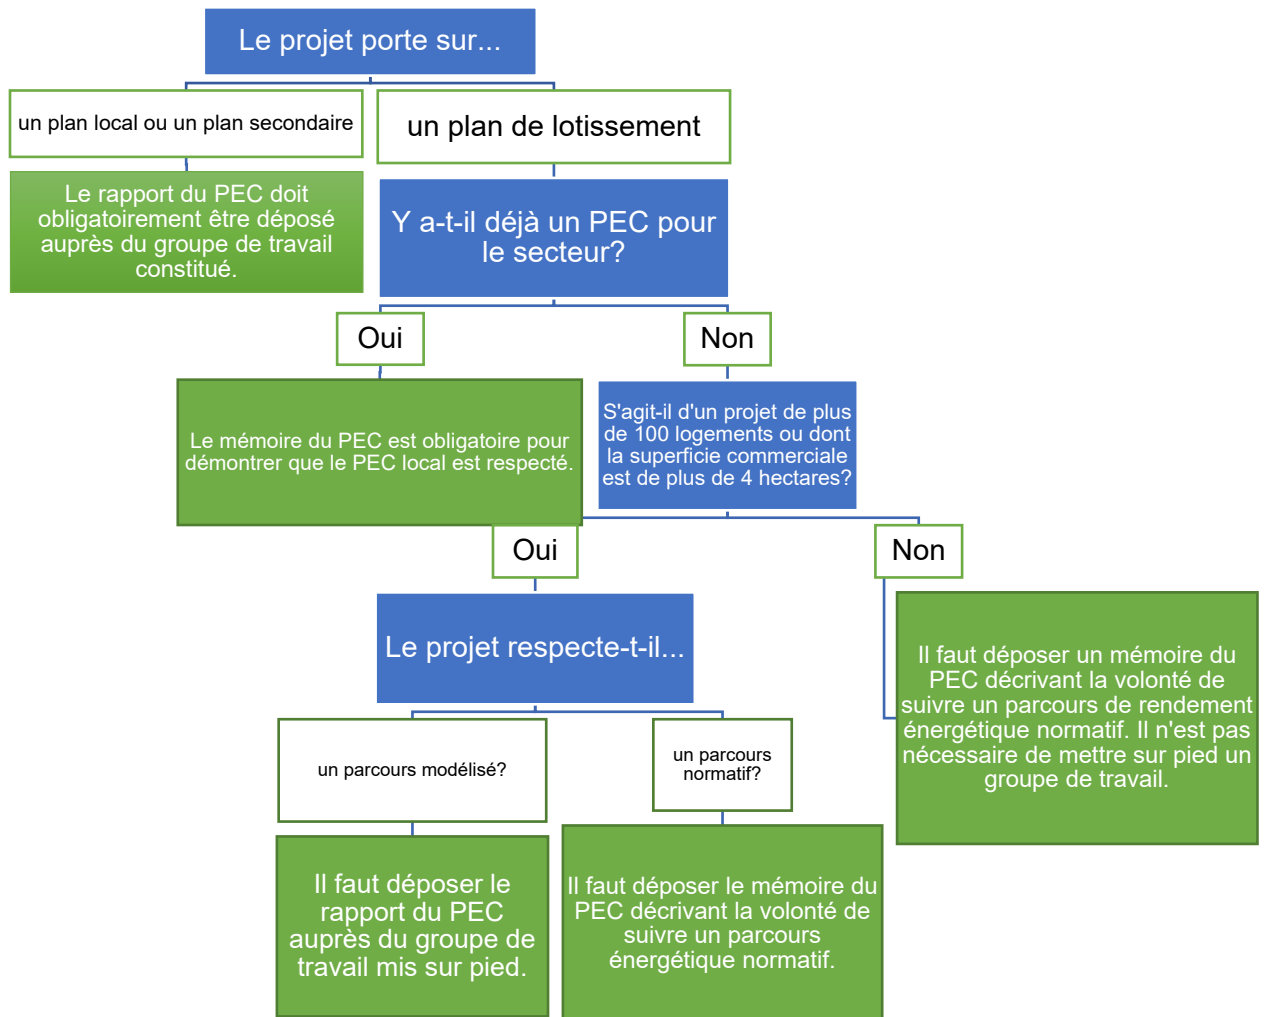 Le projet porte sur...
un plan local ou un plan secondaire
un plan de lotissement
Le rapport du PEC doit
obligatoirement être déposé
auprès du groupe de travail
constitué.
Y a-t-il déjà un PEC pour
le secteur?
Oui
Non
Le mémoire du PEC est obligatoire pour
démontrer que le PEC local est respecté.
S'agit-il d'un projet de plus
de 100 logements ou dont
la superficie commerciale
est de plus de 4 hectares?
Oui
Non
Le projet respecte-t-il...
Il faut déposer un mémoire du
PEC décrivant la volonté de
suivre un parcours de rendement
énergétique normatif. Il n'est pas
nécessaire de mettre sur pied un
groupe de travail.
un parcours modélisé?
un parcours
normatif?
Il faut déposer le
rapport du PEC
auprès du groupe de
travail mis sur pied.
Il faut déposer le mémoire du
PEC décrivant la volonté de
suivre un parcours
énergétique normatif.